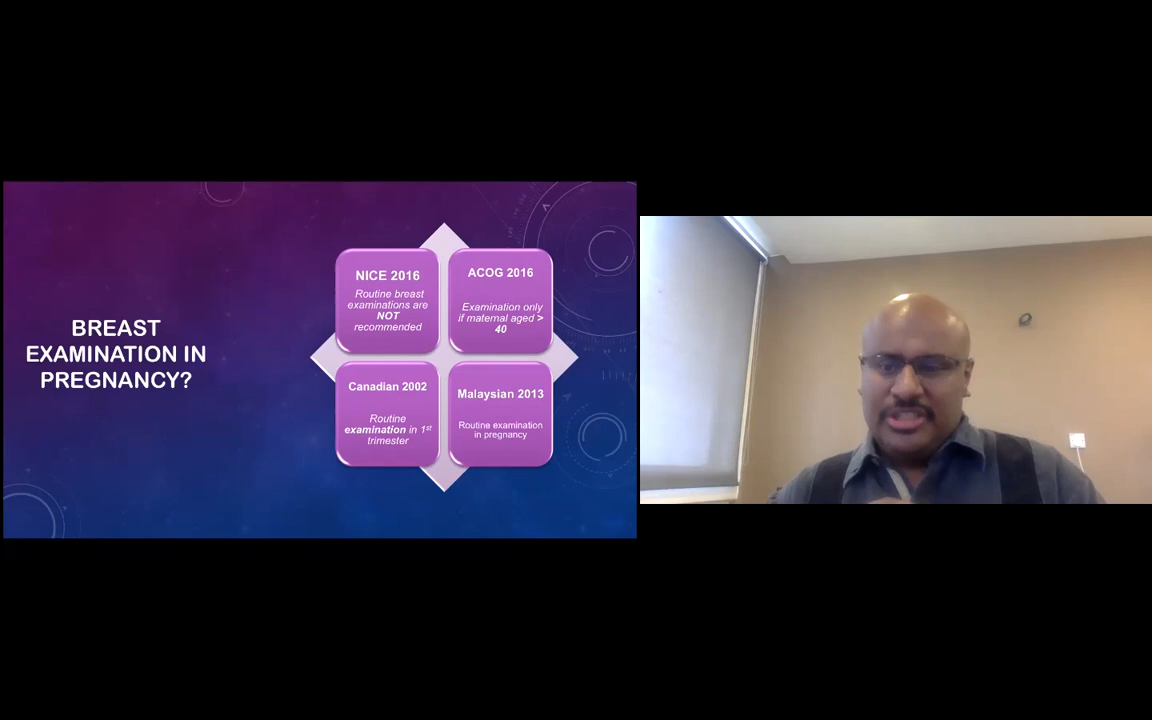 BREAST
EXAMINATION IN
PREGNANCY?
NICE 2016
Routine breast
examinations are
NOT
recommended
ACOG 2016
Examination only
if maternal aged >
40
Canadian 2002
Routine
examination in 1st
trimester
Malaysian 2013
Routine examination
in pregnancy